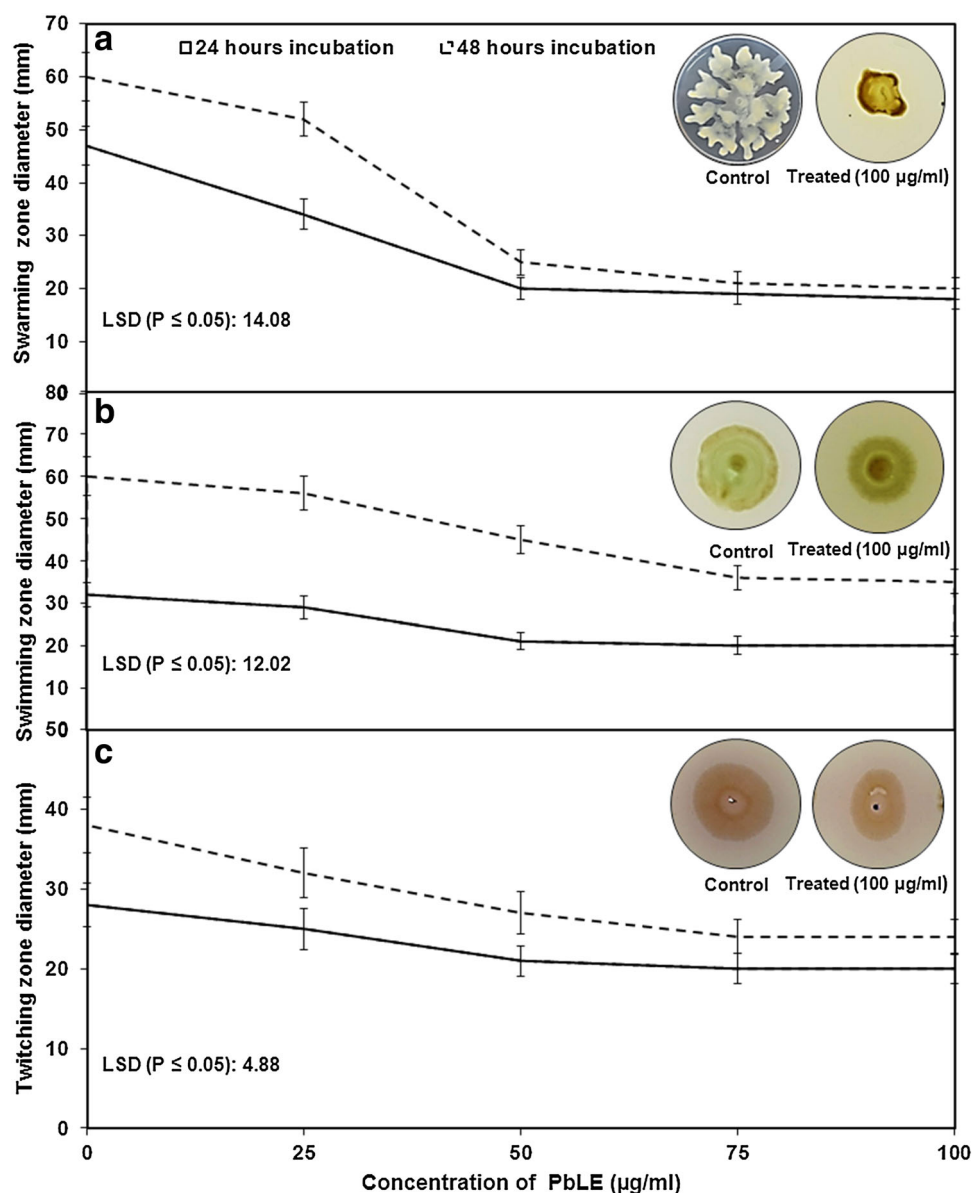 a
24 hours incubation
48 hours incubation
Control
Treated (100 µg/ml)
LSD (P ≤ 0.05): 14.08
Swarming zone diameter (mm)
70
60
50
40
30
20
10
0
b
Control
Treated (100 µg/ml)
LSD (P ≤ 0.05): 12.02
Swimming zone diameter (mm)
80
70
60
50
40
30
20
10
0
c
Control
Treated (100 µg/ml)
LSD (P ≤ 0.05): 4.88
Twitching zone diameter (mm)
50
40
30
20
10
0
0
25
50
75
100
Concentration of PbLE (µg/ml)